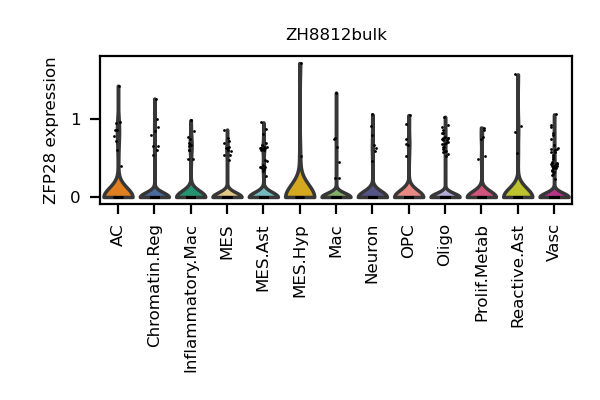 ZH8812bulk
ZFP28 expression
1
0
AC
Chromatin.Reg
Inflammatory.Mac
MES
MES.Ast
MES.Hyp
Mac
Neuron
OPC
Oligo
Prolif.Metab
Reactive.Ast
Vasc